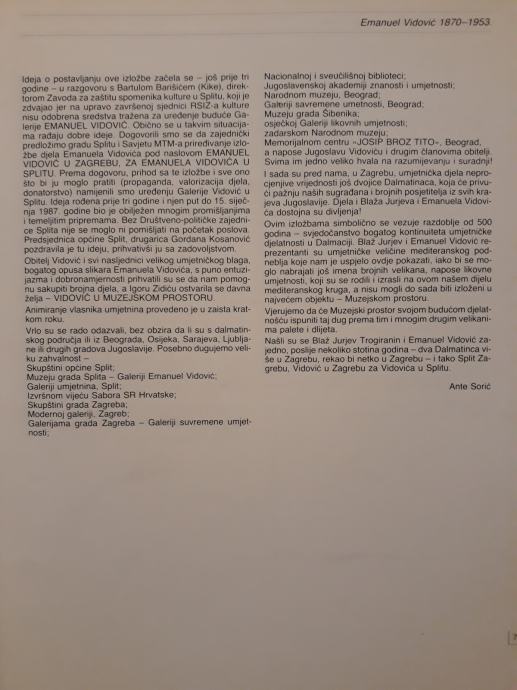 Emanuel Vidović 1870–1953
Ideja o postavljanju ove izložbe začela se – još prije tri
godine – u razgovoru s Bartulom Barišićem (Kike), direk-
torom Zavoda za zaštitu spomenika kulture u Splitu, koji je
zdvajao jer na upravo završenoj sjednici RSIZ-a kulture
nisu odobrena sredstva tražena za uređenje buduće Ga-
lerije EMANUEL VIDOVIĆ. Obično se u takvim situacija-
ma rađaju dobre ideje. Dogovorili smo se da zajednički
predložimo gradu Splitu i Savjetu MTM-a priređivanje izlo-
žbe djela Emanuela Vidovića pod naslovom EMANUEL
VIDOVIĆ U ZAGREBU, ZA EMANUELA VIDOVIĆA U
SPLITU. Prema dogovoru, prihod sa te izložbe i sve ono
što bi ju moglo pratiti (propaganda, valorizacija djela,
donatorstvo) namijenili smo uređenju Galerije Vidović u
Splitu. Ideja rođena prije tri godine i njen put do 15. siječ-
nja 1987. godine bio je obilježen mnogim promišljanjima
i temeljitim pripremama. Bez Društveno-političke zajedni-
ce Splita nije se moglo ni pomišljati na početak poslova.
Predsjednica općine Split, drugarica Gordana Kosanović
pozdravila je tu ideju, prihvativši ju sa zadovoljstvom.
Obitelj Vidović i svi nasljednici velikog umjetničkog blaga,
bogatog opusa slikara Emanuela Vidovića, s puno entuzi-
jazma i dobronamjernosti prihvatili su se da nam pomog-
nu sakupiti brojna djela, a Igoru Zidiću ostvarila se davna
želja – VIDOVIĆ U MUZEJSKOM PROSTORU.
Animiranje vlasnika umjetnina provedeno je u zaista krat-
kom roku.
Vrlo su se rado odazvali, bez obzira da li su s dalmatin-
skog područja ili iz Beograda, Osijeka, Sarajeva, Ljublja-
ne ili drugih gradova Jugoslavije. Posebno dugujemo veli-
ku zahvalnost –
Skupštini općine Split;
Muzeju grada Splita – Galeriji Emanuel Vidović;
Galeriji umjetnina, Split;
Izvršnom vijeću Sabora SR Hrvatske;
Skupštini grada Zagreba;
Modernoj galeriji, Zagreb;
Galerijama grada Zagreba – Galeriji suvremene umjet-
nosti;
Nacionalnoj i sveučilišnoj biblioteci;
Jugoslavenskoj akademiji znanosti i umjetnosti;
Narodnom muzeju, Beograd;
Galeriji savremene umetnosti, Beograd;
Muzeju grada Šibenika;
osječkoj Galeriji likovnih umjetnosti;
zadarskom Narodnom muzeju;
Memorijalnom centru »JOSIP BROZ TITO«, Beograd,
a napose Jugoslavu Vidoviću i drugim članovima obitelji.
Svima im jedno veliko hvala na razumijevanju i suradnji!
I sada su pred nama, u Zagrebu, umjetnička djela nepro-
cjenjive vrijednosti još dvojice Dalmatinaca, koja će privu-
ći pažnju naših sugrađana i brojnih posjetitelja iz svih kra-
jeva Jugoslavije. Djela i Blaža Jurjeva i Emanuela Vidovi-
ća dostojna su divljenja!
Ovim izložbama simbolično se vezuje razdoblje od 500
godina – svjedočanstvo bogatog kontinuiteta umjetničke
djelatnosti u Dalmaciji. Blaž Jurjev i Emanuel Vidović re-
prezentanti su umjetničke veličine mediteranskog pod-
neblja koje nam je uspjelo ovdje pokazati, iako bi se mo-
glo nabrajati još imena brojnih velikana, napose likovne
umjetnosti, koji su se rodili i izrasli na ovom našem dijelu
mediteranskog kruga, a nisu mogli do sada biti izloženi u
najvećem objektu – Muzejskom prostoru.
Vjerujemo da će Muzejski prostor svojom budućom djelat-
nošću ispuniti taj dug prema tim i mnogim drugim velikani-
ma palete i dlijeta.
Našli su se Blaž Jurjev Trogiranin i Emanuel Vidović za-
jedno, poslije nekoliko stotina godina – dva Dalmatinca vi-
še u Zagrebu, rekao bi netko u Zagrebu – i tako Split Za-
grebu, Vidović u Zagrebu za Vidovića u Splitu.
Ante Sorić
7